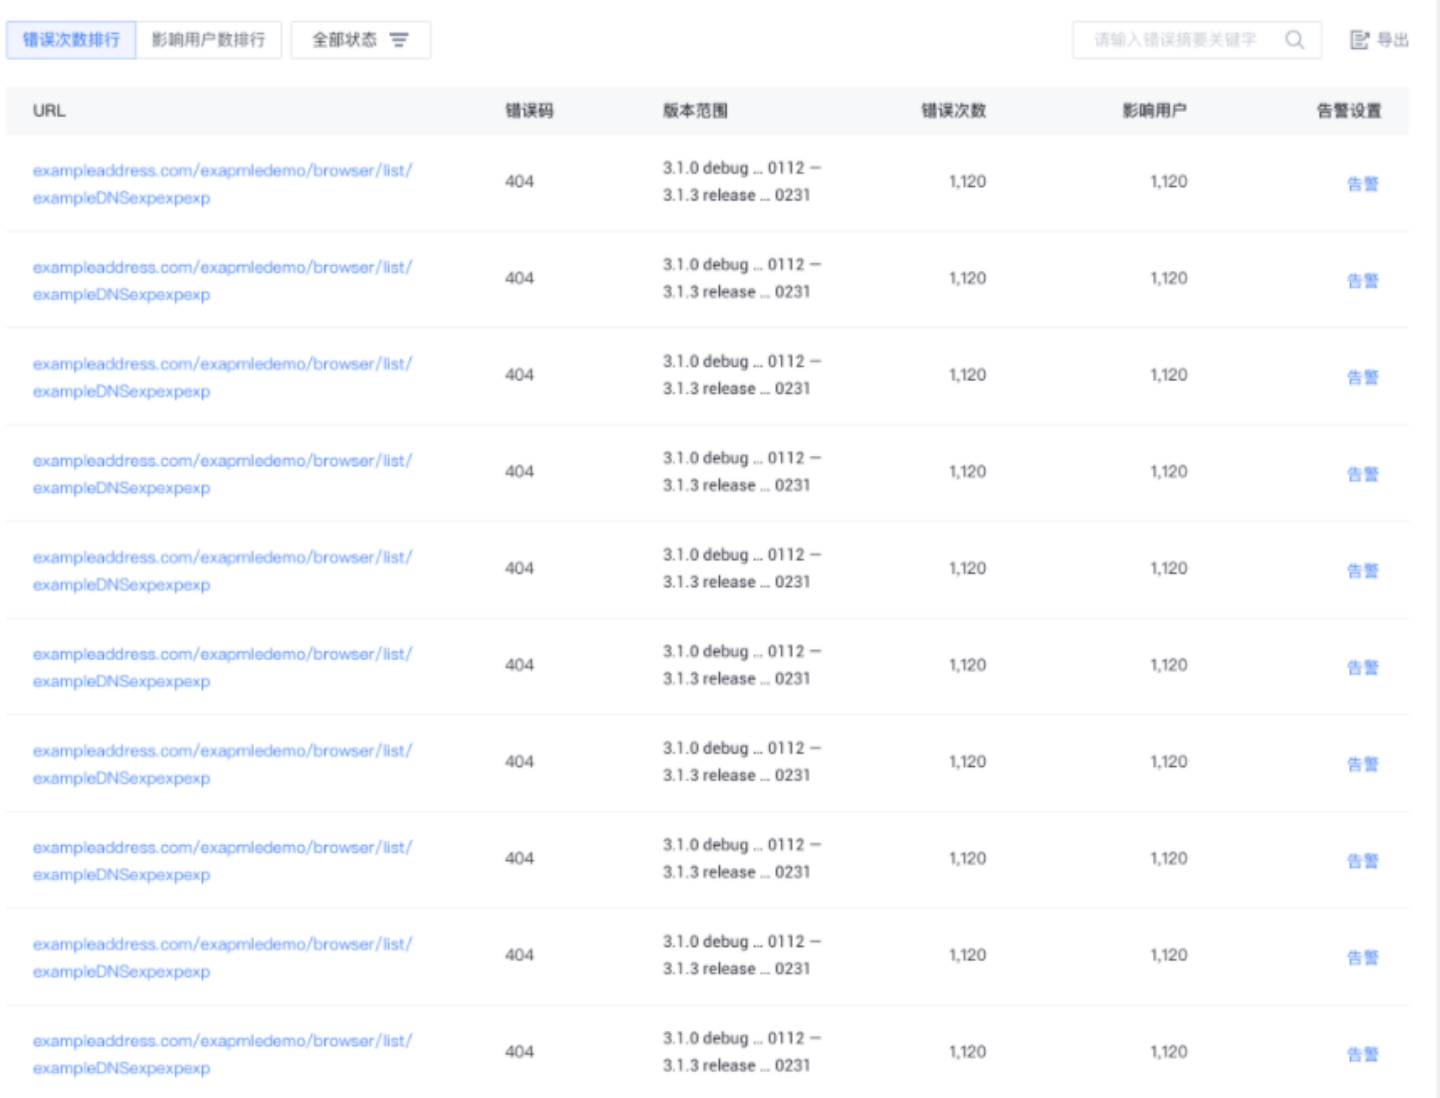 错误次数排行 影响用户数排行 全部状态 请输入错误摘要关键字 导出
URL 错误码 版本范围 错误次数 影响用户 告警设置
exampleaddress.com/exapmledemo/browser/list/ 3.1.0 debug ... 0112 —
exampleDNSexpexpexp 404 3.1.3 release ... 0231 1,120 1,120 告警
exampleaddress.com/exapmledemo/browser/list/ 3.1.0 debug ... 0112 —
exampleDNSexpexpexp 404 3.1.3 release ... 0231 1,120 1,120 告警
exampleaddress.com/exapmledemo/browser/list/ 3.1.0 debug ... 0112 —
exampleDNSexpexpexp 404 3.1.3 release ... 0231 1,120 1,120 告警
exampleaddress.com/exapmledemo/browser/list/ 3.1.0 debug ... 0112 —
exampleDNSexpexpexp 404 3.1.3 release ... 0231 1,120 1,120 告警
exampleaddress.com/exapmledemo/browser/list/ 3.1.0 debug ... 0112 —
exampleDNSexpexpexp 404 3.1.3 release ... 0231 1,120 1,120 告警
exampleaddress.com/exapmledemo/browser/list/ 3.1.0 debug ... 0112 —
exampleDNSexpexpexp 404 3.1.3 release ... 0231 1,120 1,120 告警
exampleaddress.com/exapmledemo/browser/list/ 3.1.0 debug ... 0112 —
exampleDNSexpexpexp 404 3.1.3 release ... 0231 1,120 1,120 告警
exampleaddress.com/exapmledemo/browser/list/ 3.1.0 debug ... 0112 —
exampleDNSexpexpexp 404 3.1.3 release ... 0231 1,120 1,120 告警
exampleaddress.com/exapmledemo/browser/list/ 3.1.0 debug ... 0112 —
exampleDNSexpexpexp 404 3.1.3 release ... 0231 1,120 1,120 告警
exampleaddress.com/exapmledemo/browser/list/ 3.1.0 debug ... 0112 —
exampleDNSexpexpexp 404 3.1.3 release ... 0231 1,120 1,120 告警